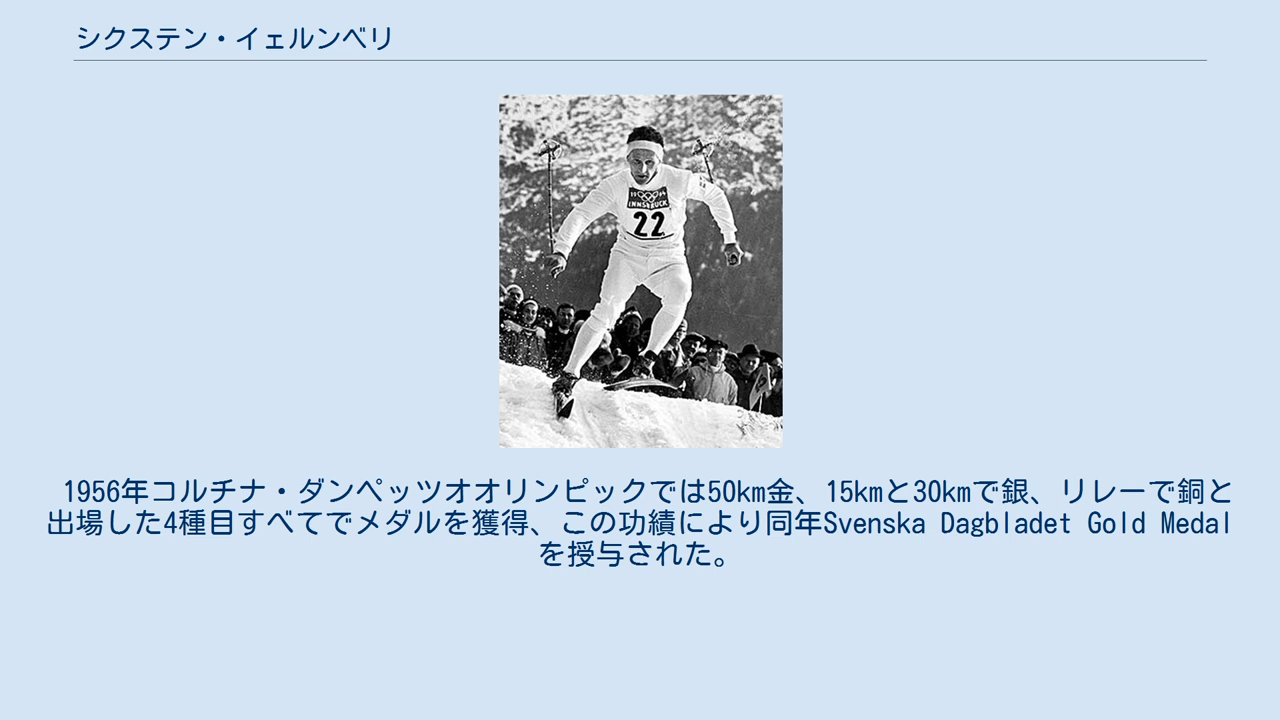 シクステン・イェルンベリ
19 64
INNSBRUCK
22
1956年コルチナ・ダンペッツオオリンピックでは50km金、15kmと30kmで銀、リレーで銅と
出場した4種目すべてでメダルを獲得、この功績により同年Svenska Dagbladet Gold Medal
を授与された。